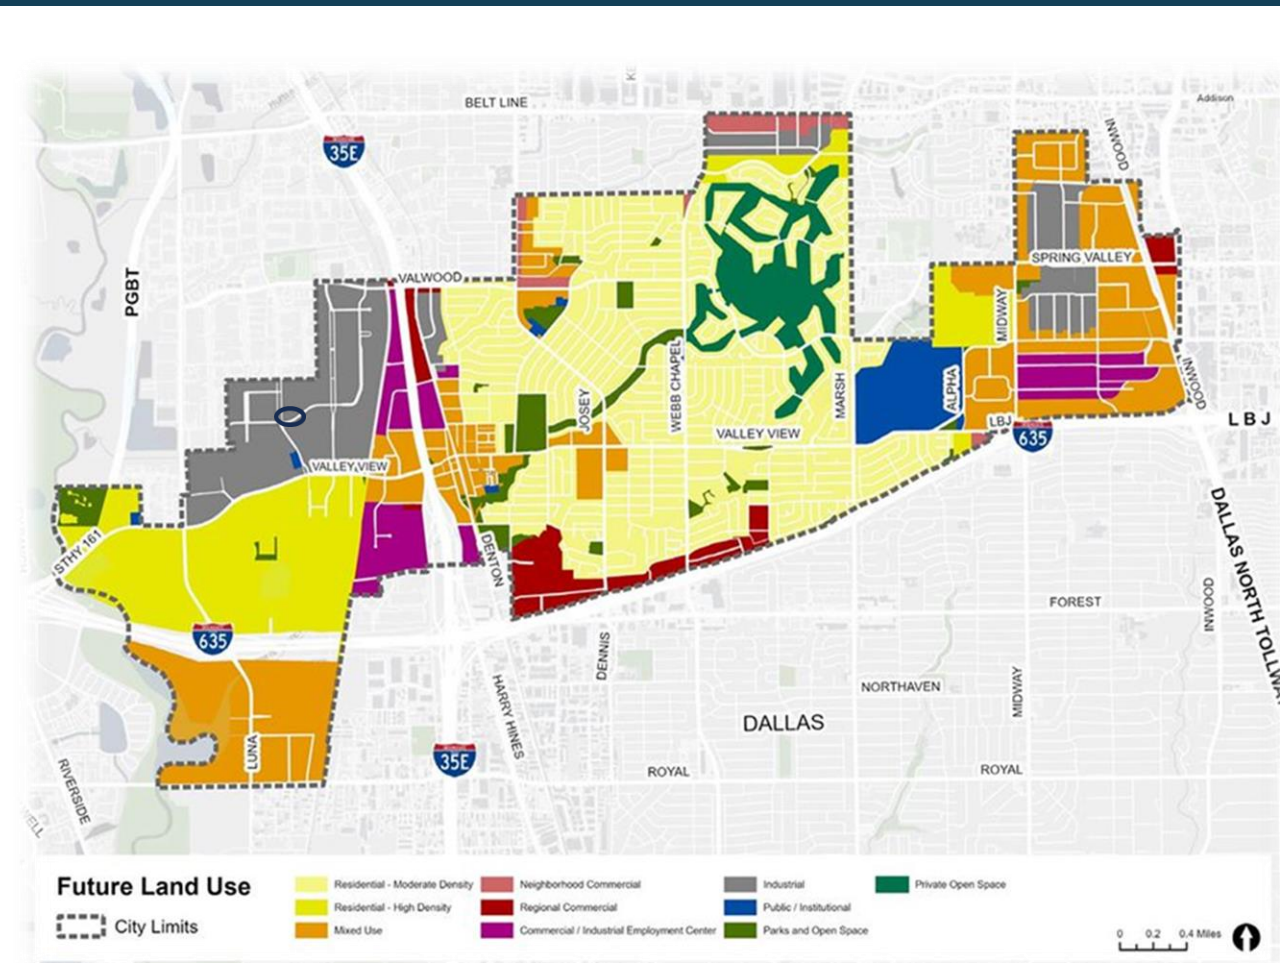 BELT LINE
Addison
INWOOD
35E
PGBT
VALWOOD
SPRING VALLEY
MIDWAY
JOSEY
WEBB CHAPEL
MARSH
ALPHA
INWOOD
LBJ
LBJ
635
VALLEY VIEW
VALLEY VIEW
STHY 161
DENTON
DALLAS NORTH TOLLWAY
INWOOD
FOREST
635
DENNIS
HARRY HINES
NORTHAVEN
MIDWAY
DALLAS
LUNA
35E
ROYAL
ROYAL
RIVERSIDE
Future Land Use
City Limits
Residential - Moderate Density
Residential - High Density
Mixed Use
Neighborhood Commercial
Regional Commercial
Commercial / Industrial Employment Center
Industrial
Public / Institutional
Parks and Open Space
Private Open Space
0 0.2 0.4 Miles